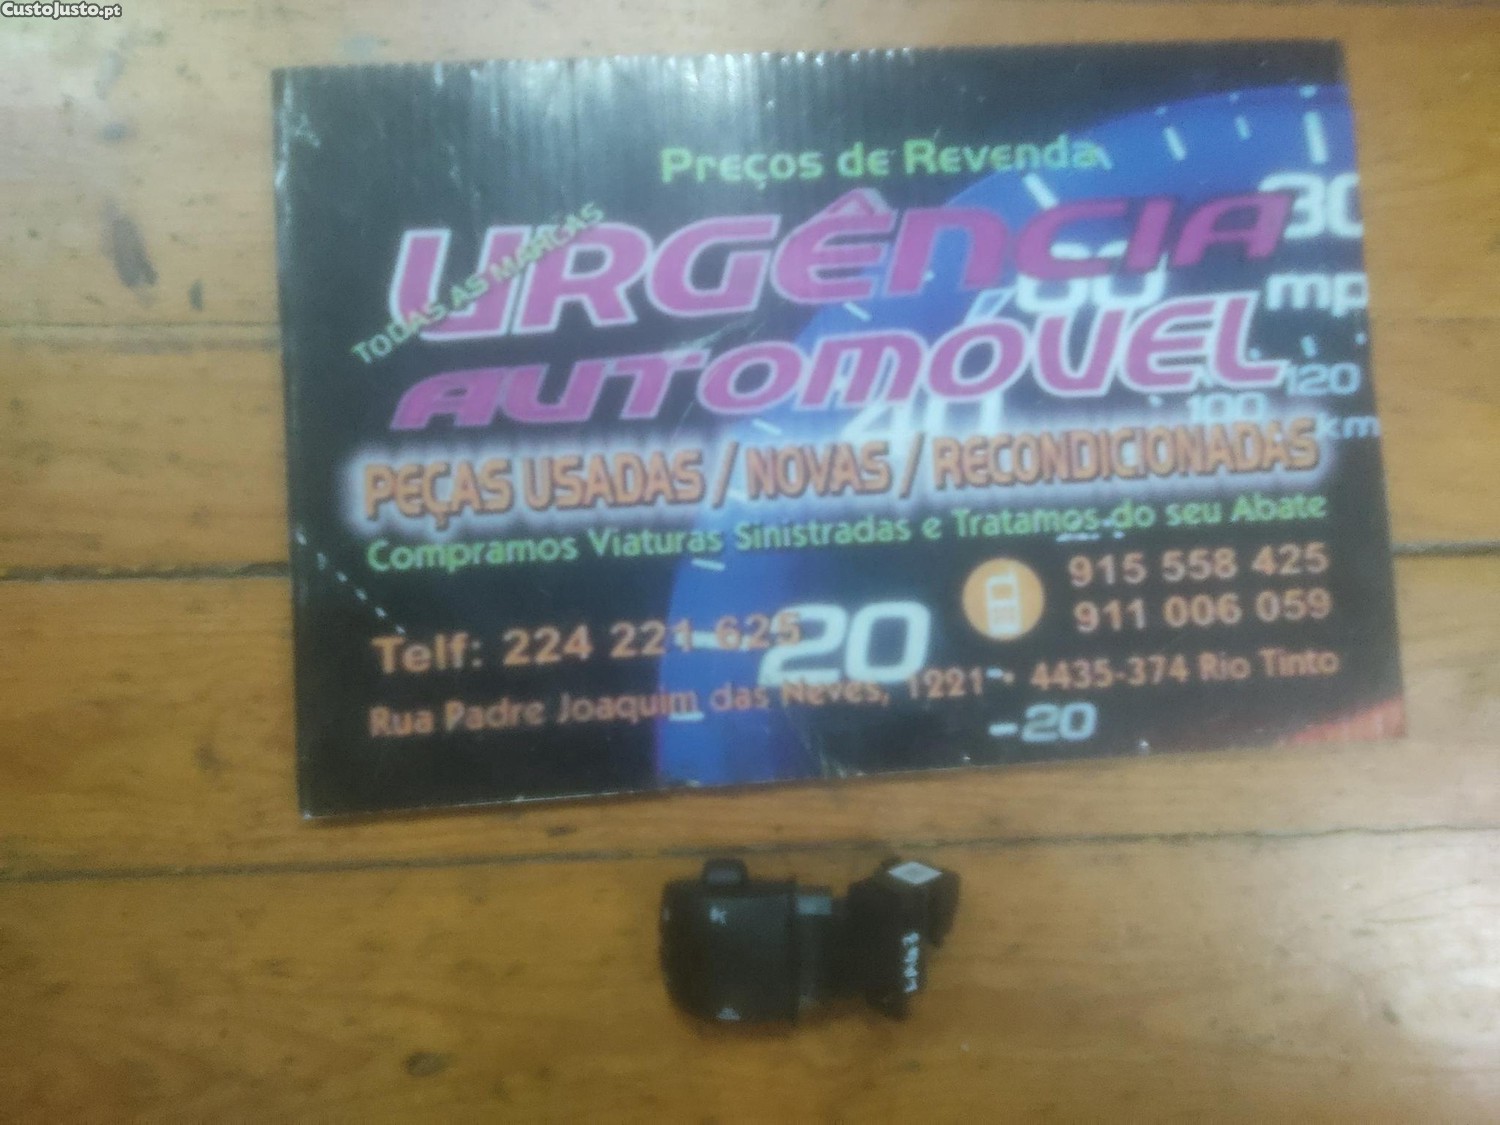 CustoJusto.pt
Preços de Revenda
TODAS AS MARCAS
URGÊNCIA
AUTOMÓVEL
PEÇAS USADAS / NOVAS / RECONDICIONADAS
Compramos Viaturas Sinistradas e Tratamos do seu Abate
915 558 425
911 006 059
Telf: 224 221 625
Rua Padre Joaquim das Neves, 1221 • 4435-374 Rio Tinto
30
mp
60
120
100
km
40
20
-20